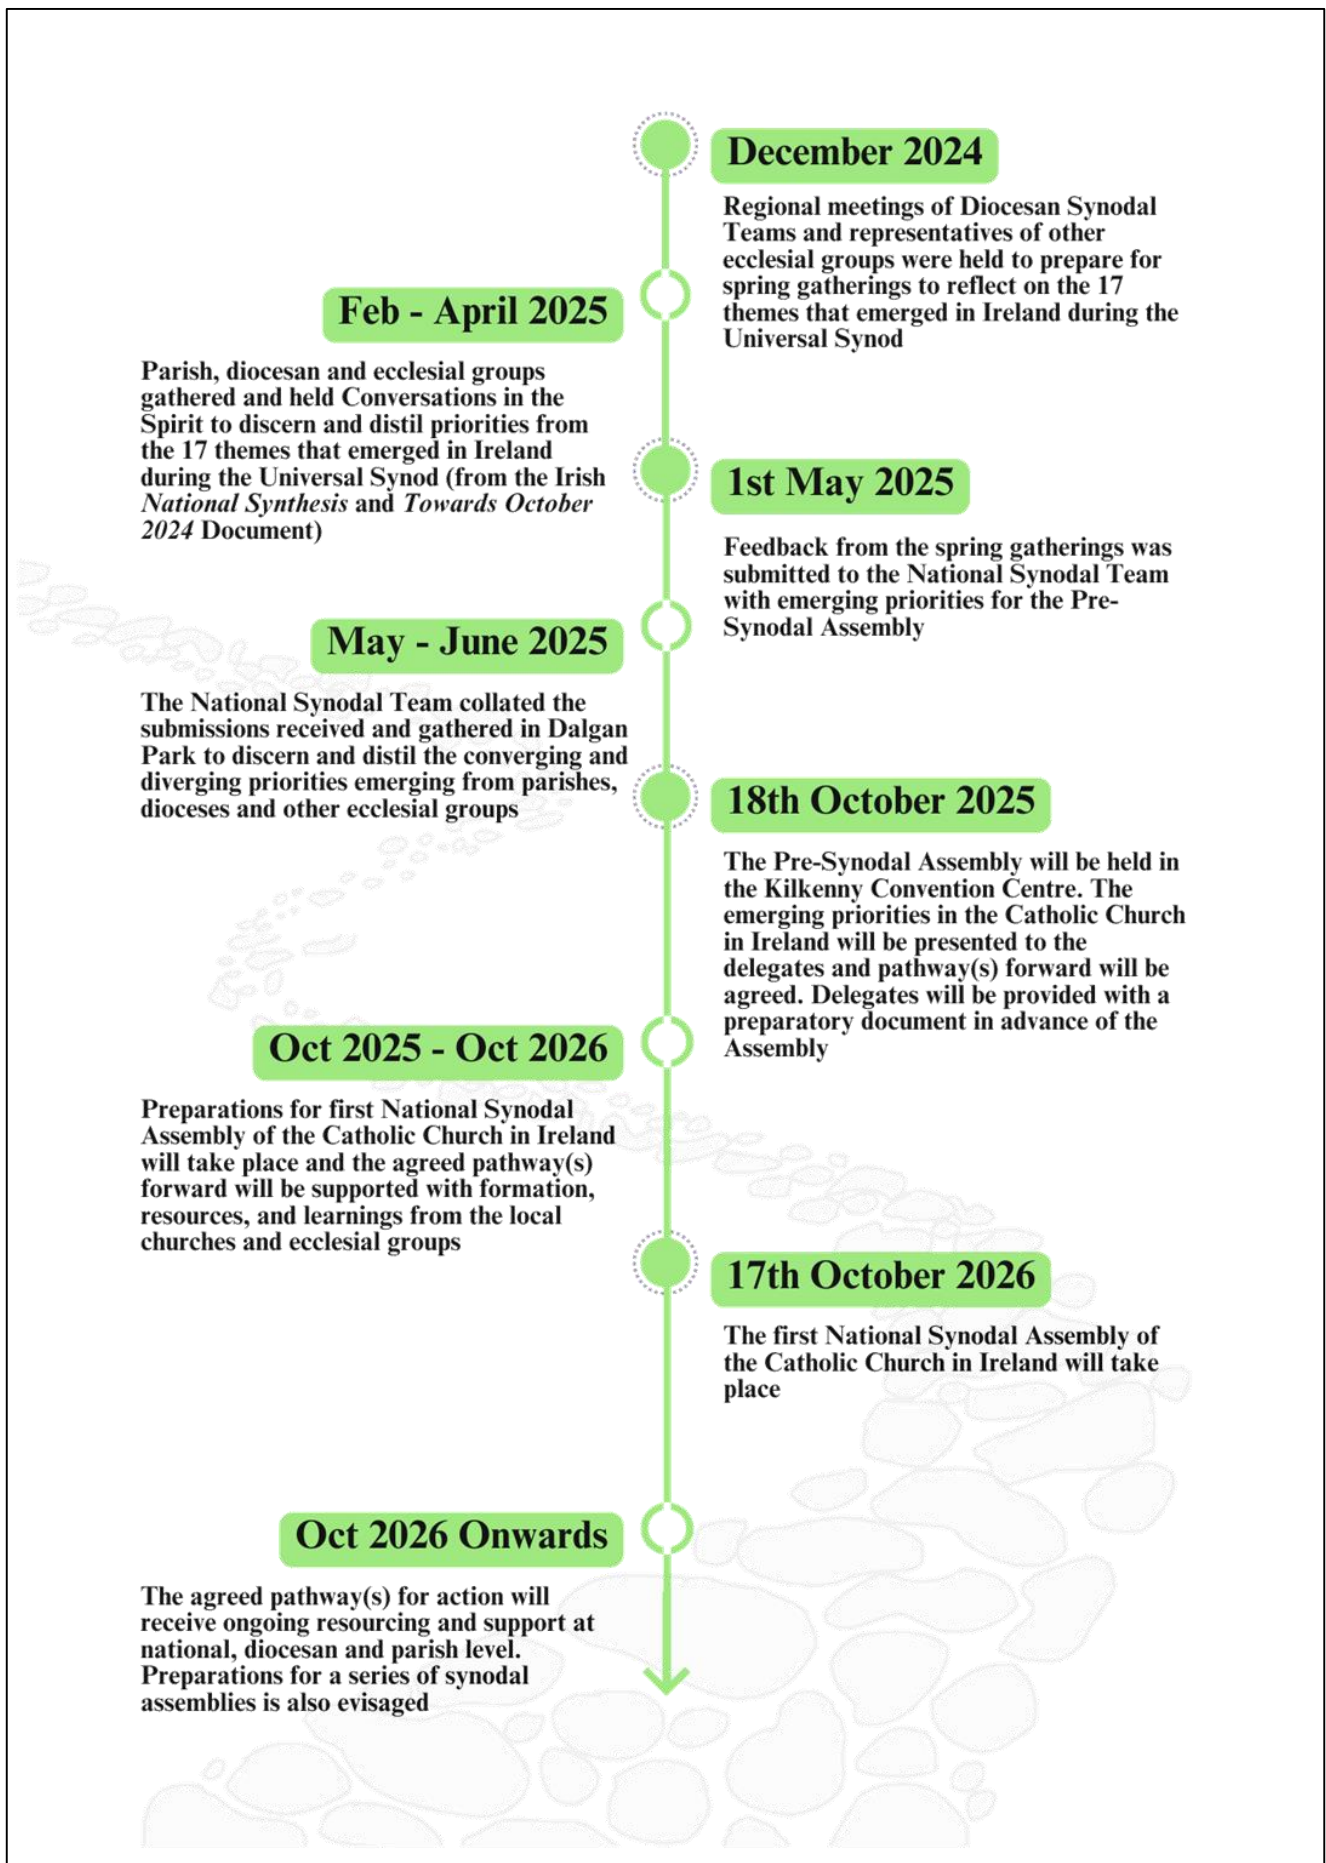 December 2024
Regional meetings of Diocesan Synodal
Teams and representatives of other
ecclesial groups were held to prepare for
spring gatherings to reflect on the 17
themes that emerged in Ireland during the
Universal Synod
Feb - April 2025
Parish, diocesan and ecclesial groups
gathered and held Conversations in the
Spirit to discern and distil priorities from
the 17 themes that emerged in Ireland
during the Universal Synod (from the Irish
National Synthesis and Towards October
2024 Document)
1st May 2025
Feedback from the spring gatherings was
submitted to the National Synodal Team
with emerging priorities for the Pre-
Synodal Assembly
May - June 2025
The National Synodal Team collated the
submissions received and gathered in Dalgan
Park to discern and distil the converging and
diverging priorities emerging from parishes,
dioceses and other ecclesial groups
18th October 2025
The Pre-Synodal Assembly will be held in
the Kilkenny Convention Centre. The
emerging priorities in the Catholic Church
in Ireland will be presented to the
delegates and pathway(s) forward will be
agreed. Delegates will be provided with a
preparatory document in advance of the
Assembly
Oct 2025 - Oct 2026
Preparations for first National Synodal
Assembly of the Catholic Church in Ireland
will take place and the agreed pathway(s)
forward will be supported with formation,
resources, and learnings from the local
churches and ecclesial groups
17th October 2026
The first National Synodal Assembly of
the Catholic Church in Ireland will take
place
Oct 2026 Onwards
The agreed pathway(s) for action will
receive ongoing resourcing and support at
national, diocesan and parish level.
Preparations for a series of synodal
assemblies is also evisaged